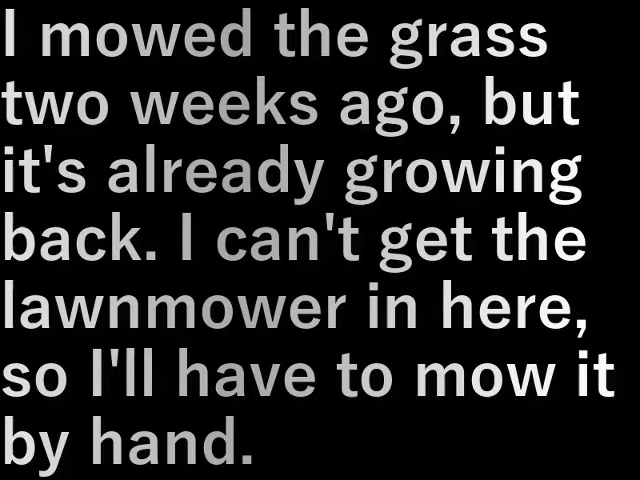 I mowed the grass
two weeks ago, but
it's already growing
back. I can't get the
lawnmower in here,
so I'll have to mow it
by hand.